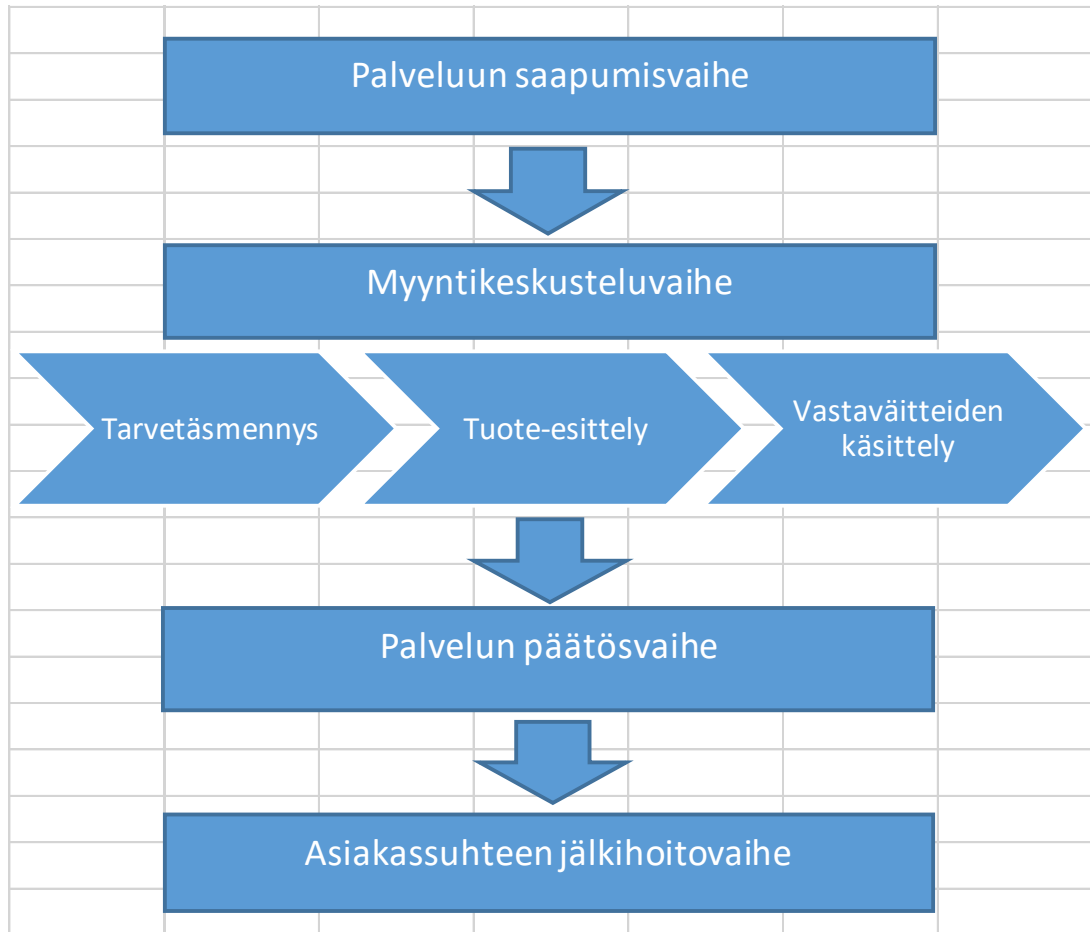 Palveluun saapumisvaihe
Myyntikeskusteluvaihe
Tarvetäsmennys
Tuote-esittely
Vastaväitteiden
käsittely
Palvelun päätösvaihe
Asiakassuhteen jälkihoitovaihe